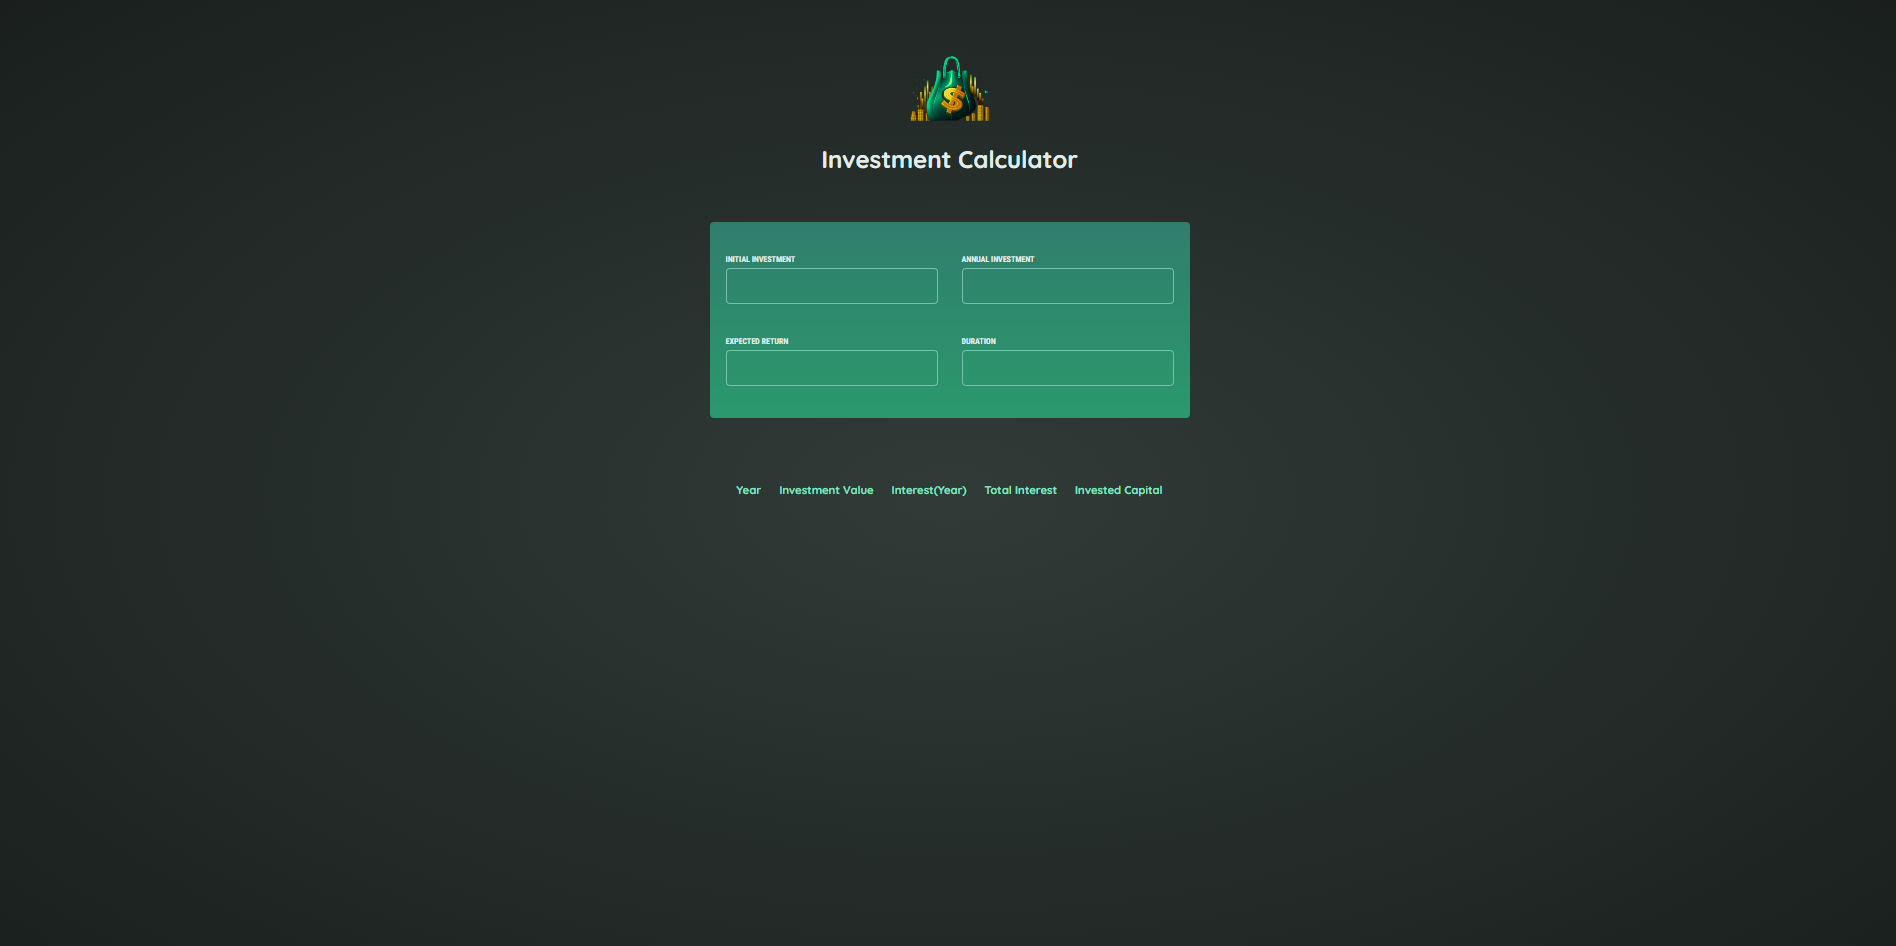 $
Investment Calculator
INITIAL INVESTMENT ANNUAL INVESTMENT
EXPECTED RETURN DURATION
Year Investment Value Interest(Year) Total Interest Invested Capital